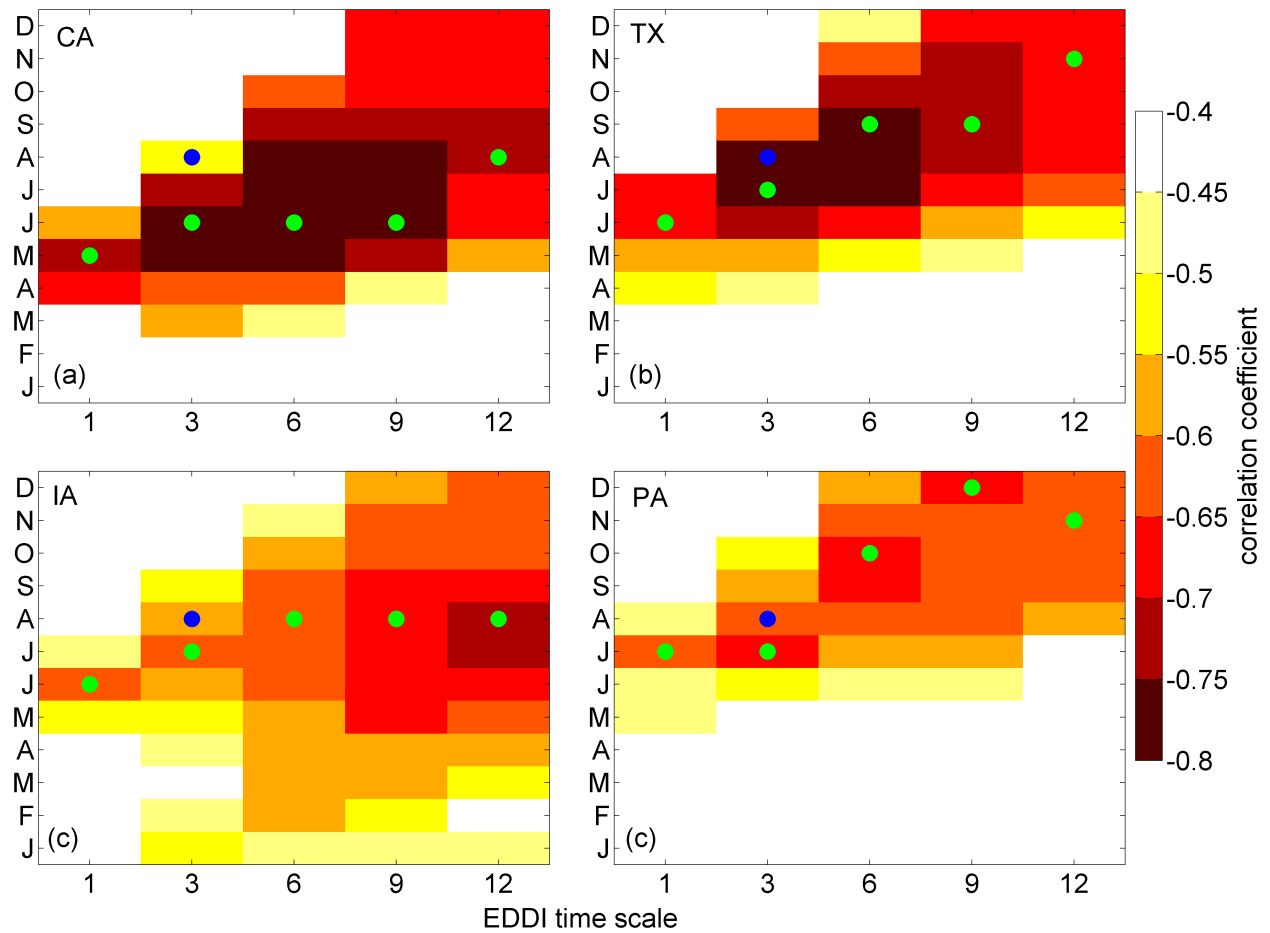 CA
D
N
O
S
A
J
J
M
A
M
F
J
(a)
1 3 6 9 12
TX
D
N
O
S
A
J
J
M
A
M
F
J
(b)
1 3 6 9 12
IA
D
N
O
S
A
J
J
M
A
M
F
J
(c)
1 3 6 9 12
PA
D
N
O
S
A
J
J
M
A
M
F
J
(c)
1 3 6 9 12
EDDI time scale
-0.4
-0.45
-0.5
-0.55
-0.6
-0.65
-0.7
-0.75
-0.8
correlation coefficient